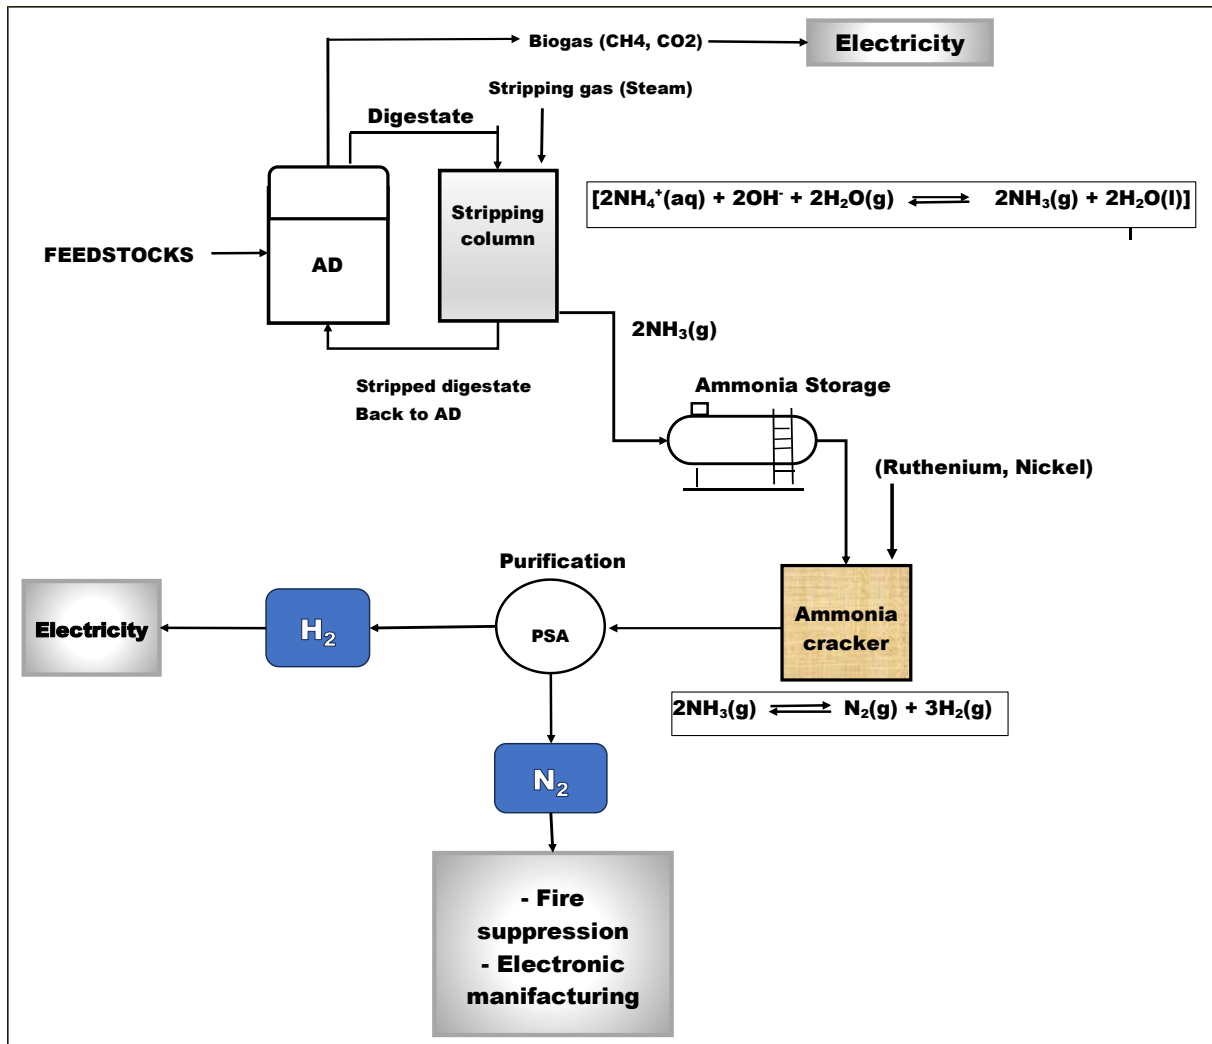 Biogas (CH4, CO2)
Electricity
Stripping gas (Steam)
Digestate
[2NH₄⁺(aq) + 2OH⁻ + 2H₂O(g) ⇌ 2NH₃(g) + 2H₂O(l)]
Stripping
column
FEEDSTOCKS
AD
2NH₃(g)
Stripped digestate
Back to AD
Ammonia Storage
(Ruthenium, Nickel)
Purification
Electricity
H₂
PSA
Ammonia
cracker
2NH₃(g) ⇌ N₂(g) + 3H₂(g)
N₂
- Fire
suppression
- Electronic
manifacturing